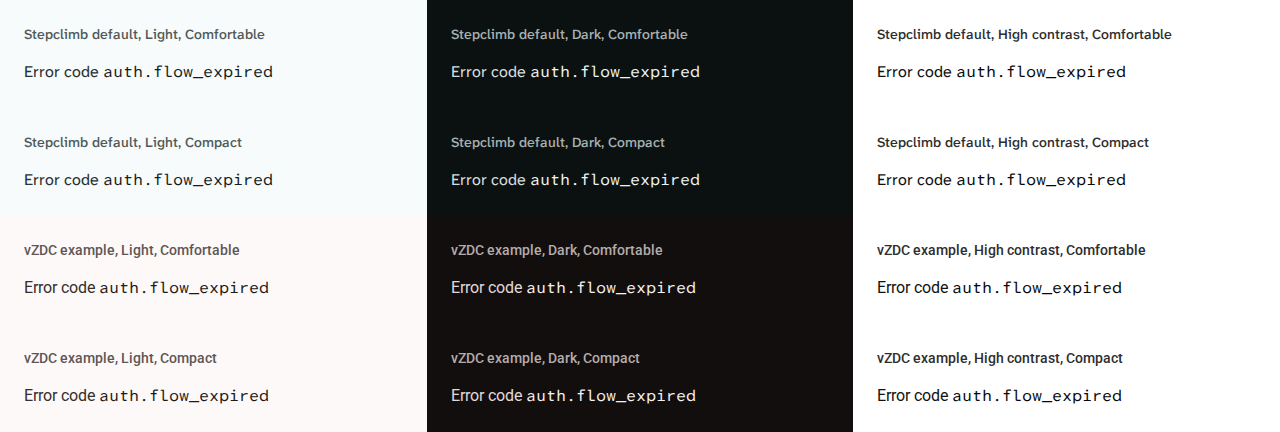 Stepclimb default, Light, Comfortable
Error code auth.flow_expired
Stepclimb default, Dark, Comfortable
Error code auth.flow_expired
Stepclimb default, High contrast, Comfortable
Error code auth.flow_expired
Stepclimb default, Light, Compact
Error code auth.flow_expired
Stepclimb default, Dark, Compact
Error code auth.flow_expired
Stepclimb default, High contrast, Compact
Error code auth.flow_expired
vZDC example, Light, Comfortable
Error code auth.flow_expired
vZDC example, Dark, Comfortable
Error code auth.flow_expired
vZDC example, High contrast, Comfortable
Error code auth.flow_expired
vZDC example, Light, Compact
Error code auth.flow_expired
vZDC example, Dark, Compact
Error code auth.flow_expired
vZDC example, High contrast, Compact
Error code auth.flow_expired